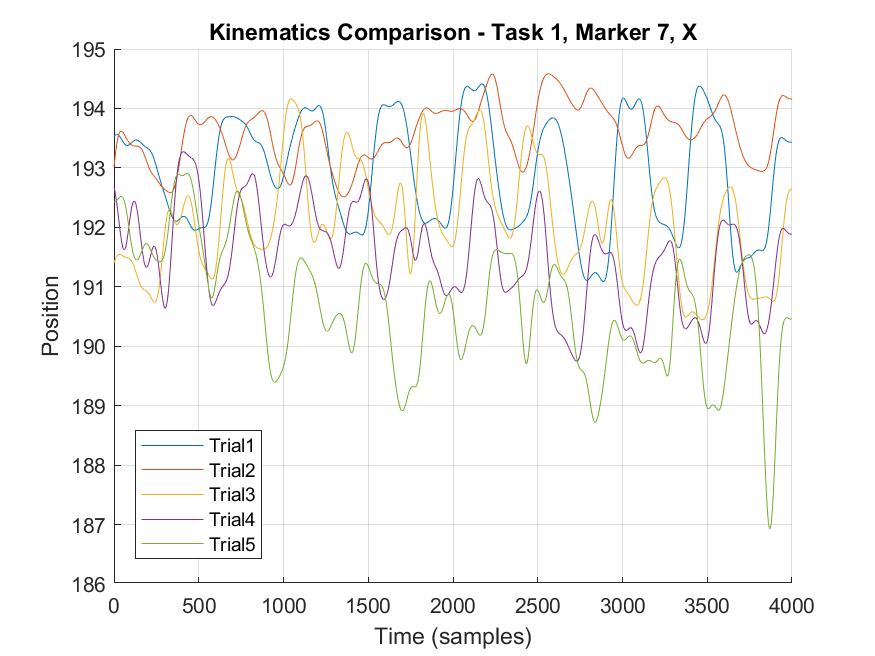 Kinematics Comparison - Task 1, Marker 7, X
195
194
193
192
191
190
189
188
187
186
Position
Trial1
Trial2
Trial3
Trial4
Trial5
0 500 1000 1500 2000 2500 3000 3500 4000
Time (samples)